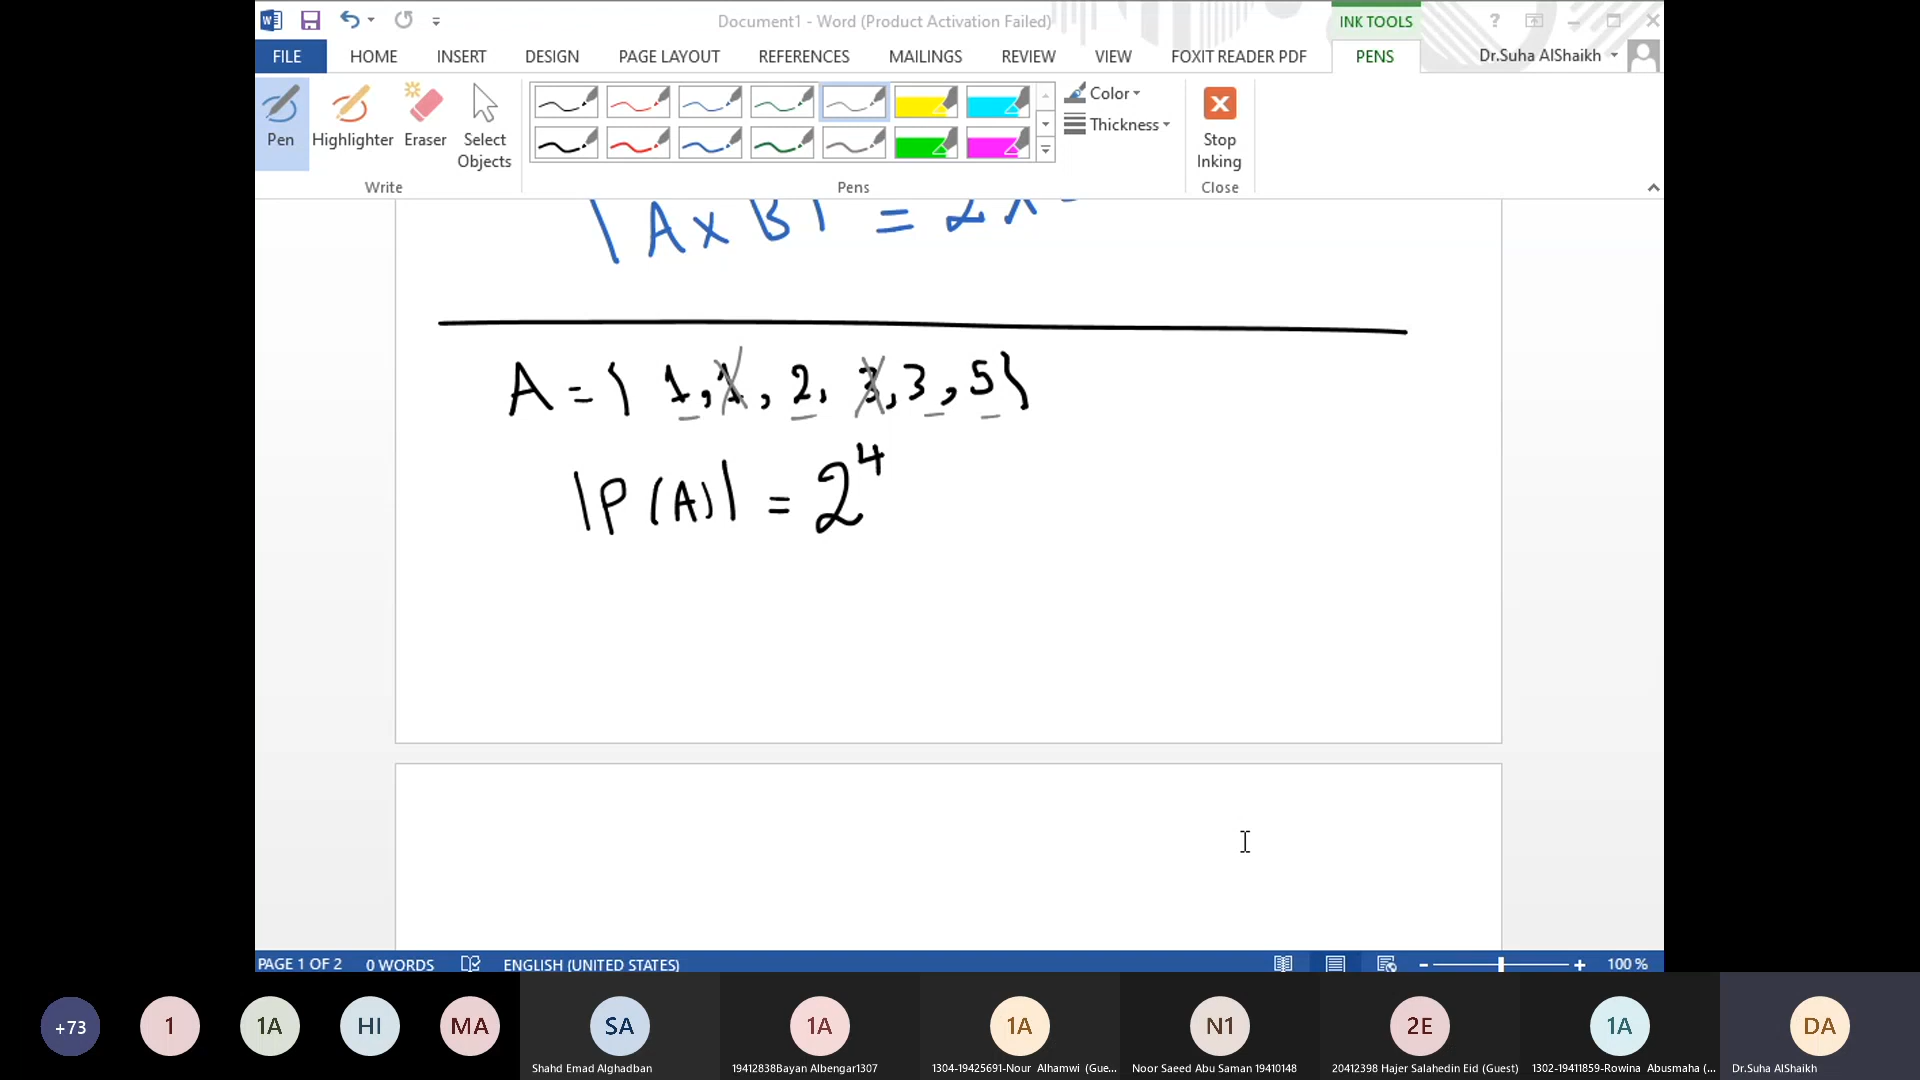 Document1 - Word (Product Activation Failed)
INK TOOLS
?
FILE
HOME
INSERT
DESIGN
PAGE LAYOUT
REFERENCES
MAILINGS
REVIEW
VIEW
FOXIT READER PDF
PENS
Dr.Suha AlShaikh
Pen
Highlighter
Eraser
Select
Objects
Color
Thickness
Stop
Inking
Write
Pens
Close
|A x B| = 2x
A = { 1, 1, 2, 3, 3, 5}
|P(A)| = 2^4
PAGE 1 OF 2
0 WORDS
ENGLISH (UNITED STATES)
100 %
+73
1
1A
HI
MA
SA
1A
1A
N1
2E
1A
DA
Shahd Emad Alghadban
19412838Bayan Albengar1307
1304-19425691-Nour Alhamwi (Gue...
Noor Saeed Abu Saman 19410148
20412398 Hajer Salahedin Eid (Guest)
1302-19411859-Rowina Abusmaha (...
Dr.Suha AlShaikh